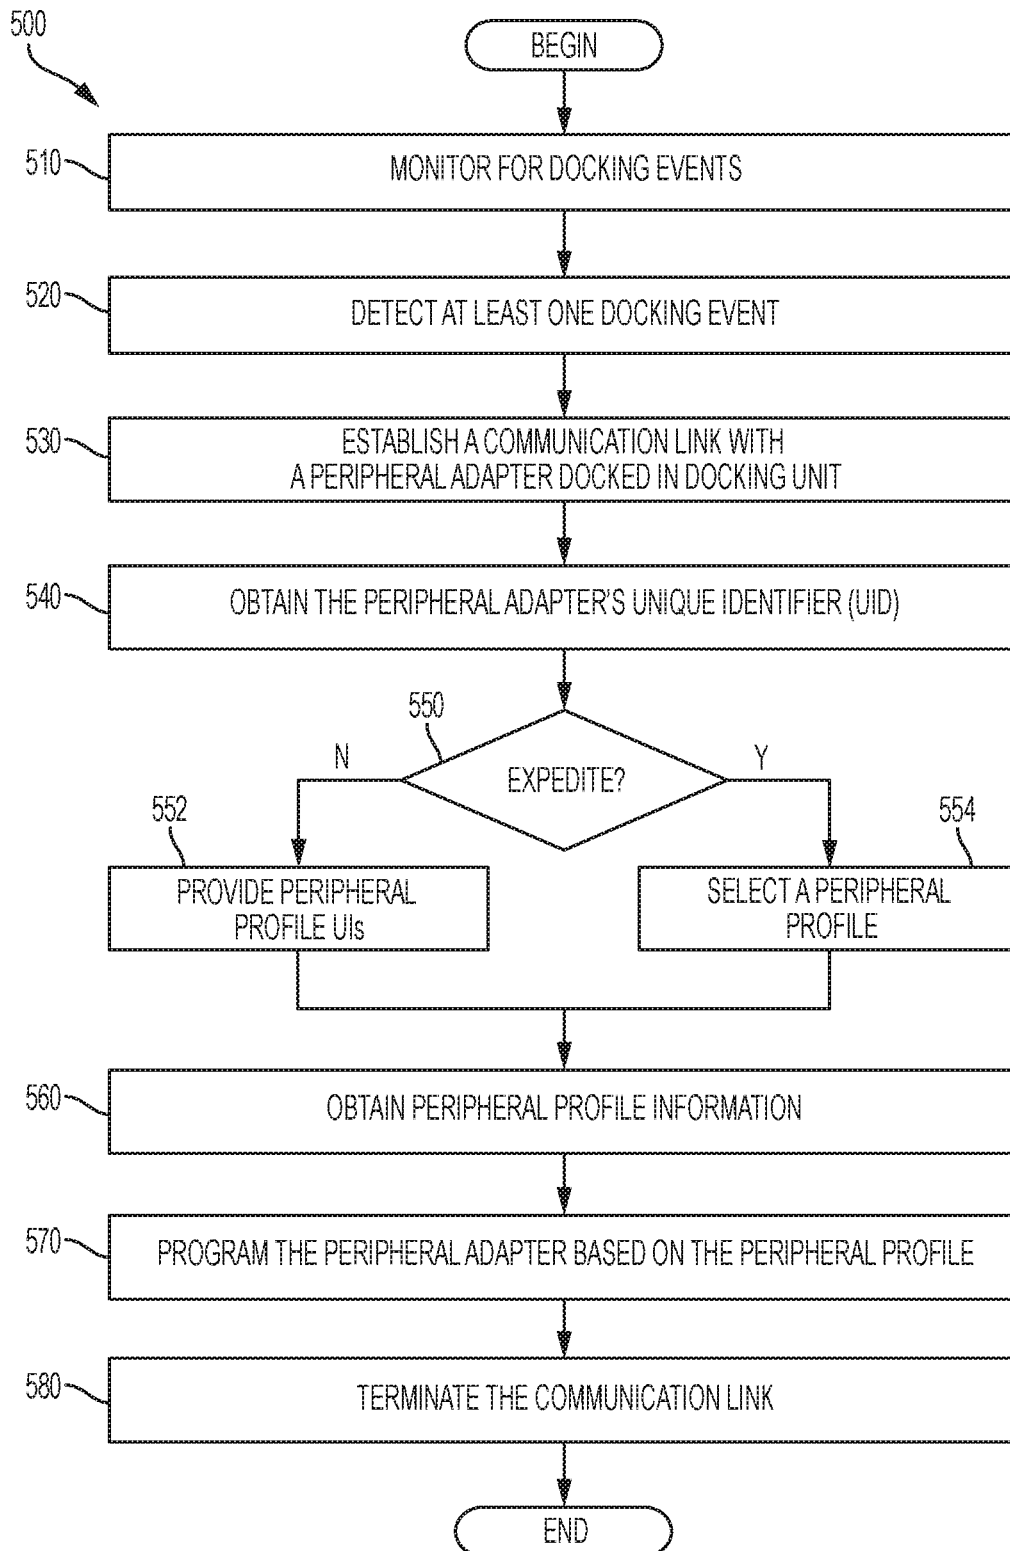 500
BEGIN
510
MONITOR FOR DOCKING EVENTS
520
DETECT AT LEAST ONE DOCKING EVENT
530
ESTABLISH A COMMUNICATION LINK WITH
A PERIPHERAL ADAPTER DOCKED IN DOCKING UNIT
540
OBTAIN THE PERIPHERAL ADAPTER'S UNIQUE IDENTIFIER (UID)
550
N
EXPEDITE?
Y
552
PROVIDE PERIPHERAL
PROFILE UIs
554
SELECT A PERIPHERAL
PROFILE
560
OBTAIN PERIPHERAL PROFILE INFORMATION
570
PROGRAM THE PERIPHERAL ADAPTER BASED ON THE PERIPHERAL PROFILE
580
TERMINATE THE COMMUNICATION LINK
END